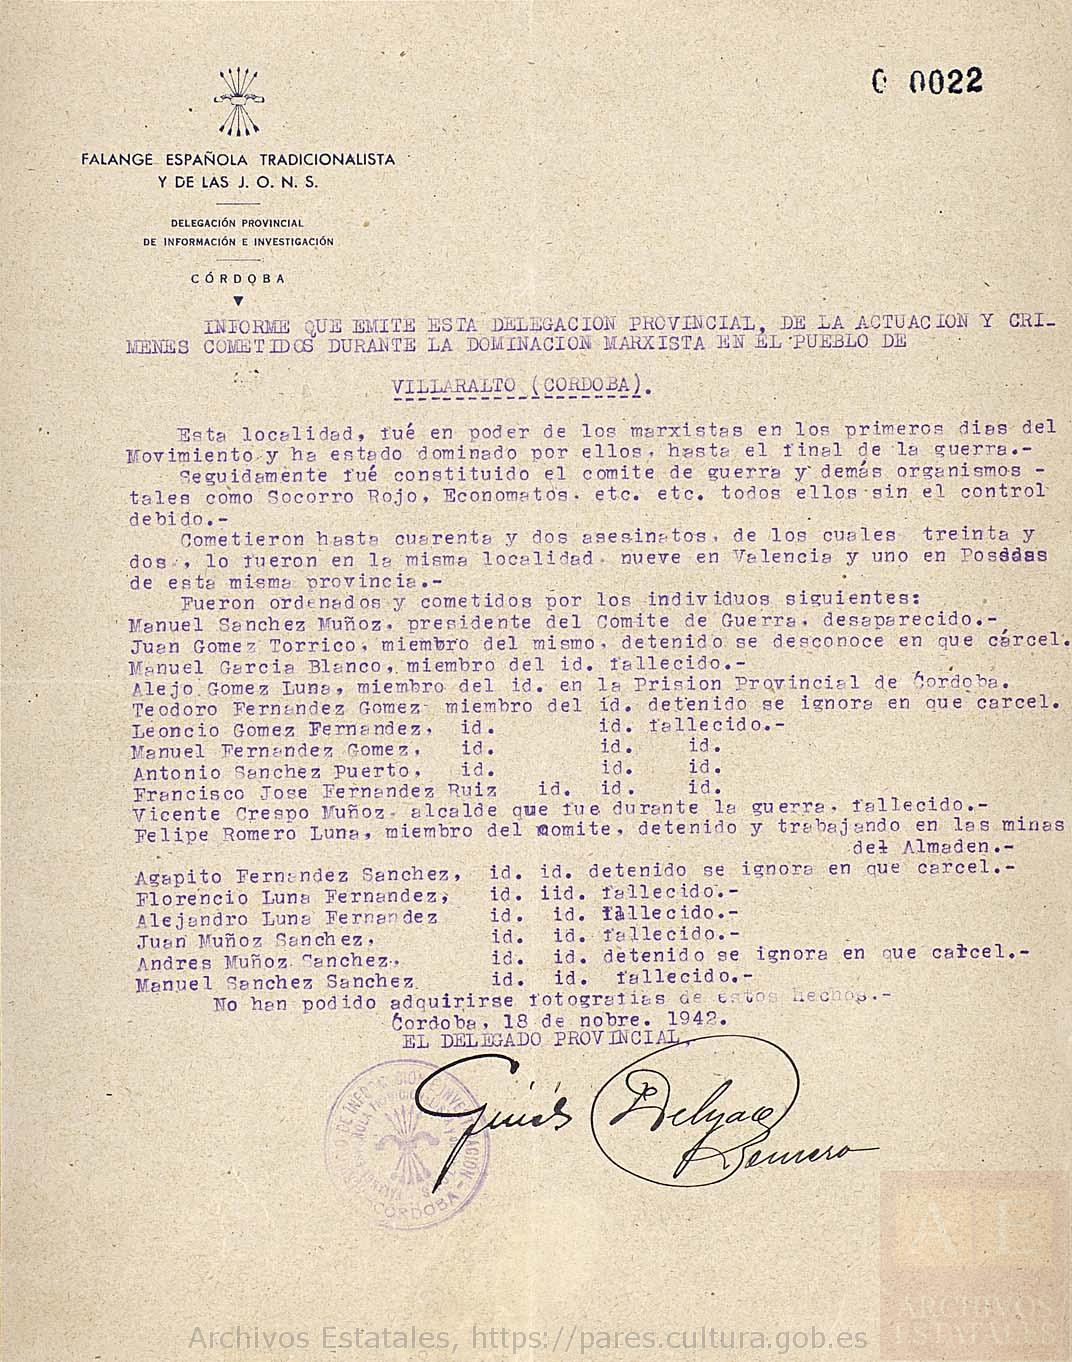 0 0022
FALANGE ESPAÑOLA TRADICIONALISTA
Y DE LAS J. O. N. S.
DELEGACIÓN PROVINCIAL
DE INFORMACIÓN E INVESTIGACIÓN
CÓRDOBA
INFORME QUE EMITE ESTA DELEGACION PROVINCIAL, DE LA ACTUACION Y CRI-
MENES COMETIDOS DURANTE LA DOMINACION MARXISTA EN EL PUEBLO DE
VILLARALTO (CORDOBA).
Esta localidad, fué en poder de los marxistas en los primeros dias del
Movimiento y ha estado dominado por ellos, hasta el final de la guerra.-
Seguidamente fué constituido el comite de guerra y demás organismos -
tales como Socorro Rojo, Economatos, etc. etc. todos ellos sin el control
debido.-
Cometieron hasta cuarenta y dos asesinatos, de los cuales treinta y
dos, lo fueron en la misma localidad, nueve en Valencia y uno en Posadas
de esta misma provincia.-
Fueron ordenados y cometidos por los individuos siguientes:
Manuel Sanchez Muñoz, presidente del Comite de Guerra, desaparecido.-
Juan Gomez Torrico, miembro del mismo, detenido se desconoce en que cárcel.
Manuel Garcia Blanco, miembro del id. fallecido.-
Alejo Gomez Luna, miembro del id. en la Prision Provincial de Córdoba.
Teodoro Fernandez Gomez miembro del id. detenido se ignora en que carcel.
Leoncio Gomez Fernandez, id. id. fallecido.-
Manuel Fernandez Gomez, id. id. id.
Antonio Sanchez Puerto, id. id. id.
Francisco Jose Fernandez Ruiz id. id. id.
Vicente Crespo Muñoz, alcalde que fue durante la guerra, fallecido.-
Felipe Romero Luna, miembro del comite, detenido y trabajando en las minas
del Almaden.-
Agapito Fernandez Sanchez, id. id. detenido se ignora en que carcel.-
Florencio Luna Fernandez, id. iid. fallecido.-
Alejandro Luna Fernandez id. id. fallecido.-
Juan Muñoz Sanchez, id. id. fallecido.-
Andres Muñoz Sanchez, id. id. detenido se ignora en que carcel.-
Manuel Sanchez Sanchez id. id. fallecido.-
No han podido adquirirse fotografias de estos hechos.-
Córdoba, 18 de nobre. 1942.
EL DELEGADO PROVINCIAL,
CÓRDOBA
A E
ARCHIVOS
ESTATALES
Archivos Estatales, https://pares.cultura.gob.es